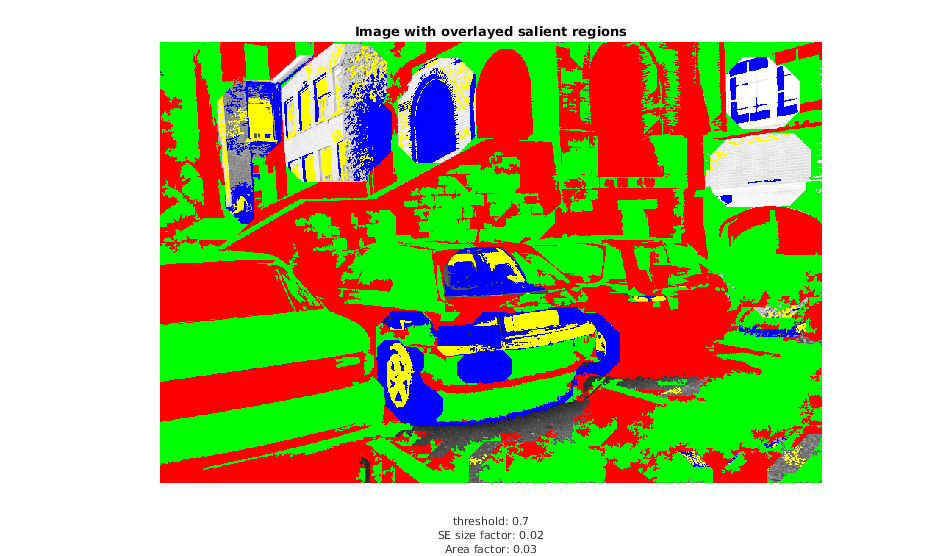 Image with overlayed salient regions
threshold: 0.7
SE size factor: 0.02
Area factor: 0.03